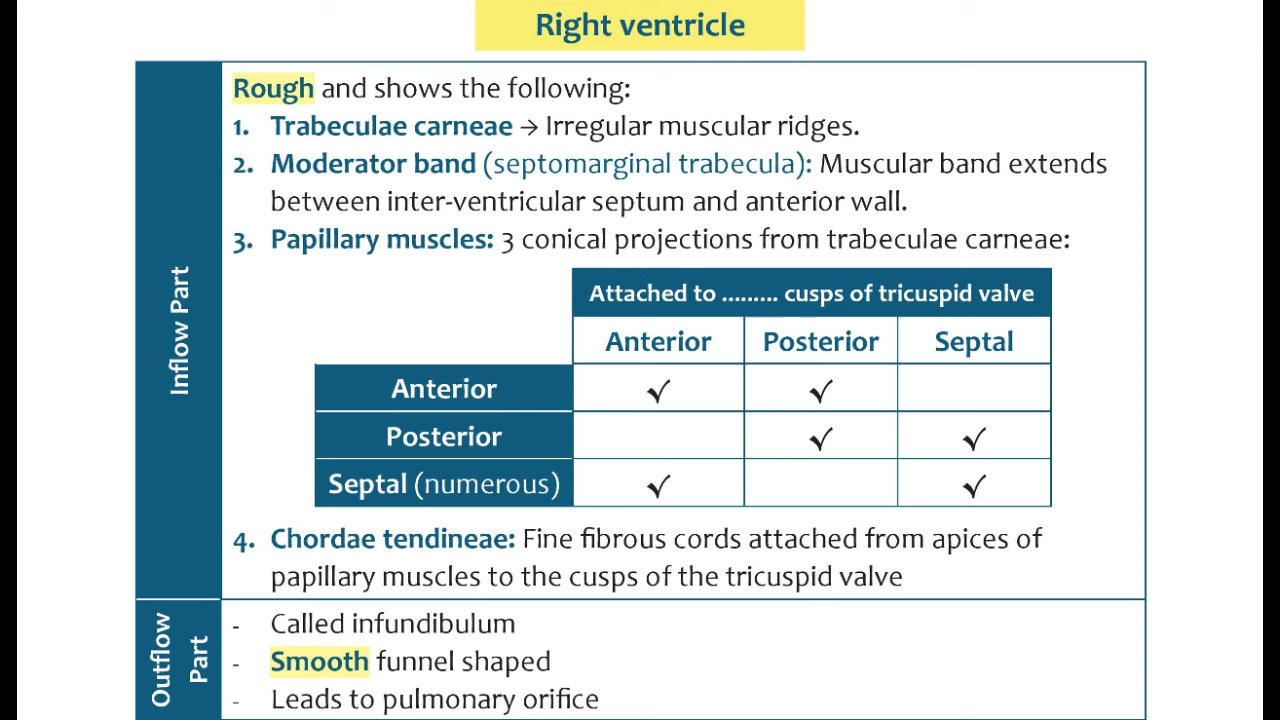 Right ventricle
Inflow Part
Rough and shows the following:
1. Trabeculae carneae → Irregular muscular ridges.
2. Moderator band (septomarginal trabecula): Muscular band extends
between inter-ventricular septum and anterior wall.
3. Papillary muscles: 3 conical projections from trabeculae carneae:
Attached to ......... cusps of tricuspid valve
Anterior Posterior Septal
Anterior ✓ ✓
Posterior ✓ ✓
Septal (numerous) ✓ ✓
4. Chordae tendineae: Fine fibrous cords attached from apices of
papillary muscles to the cusps of the tricuspid valve
Outflow
Part
- Called infundibulum
- Smooth funnel shaped
- Leads to pulmonary orifice